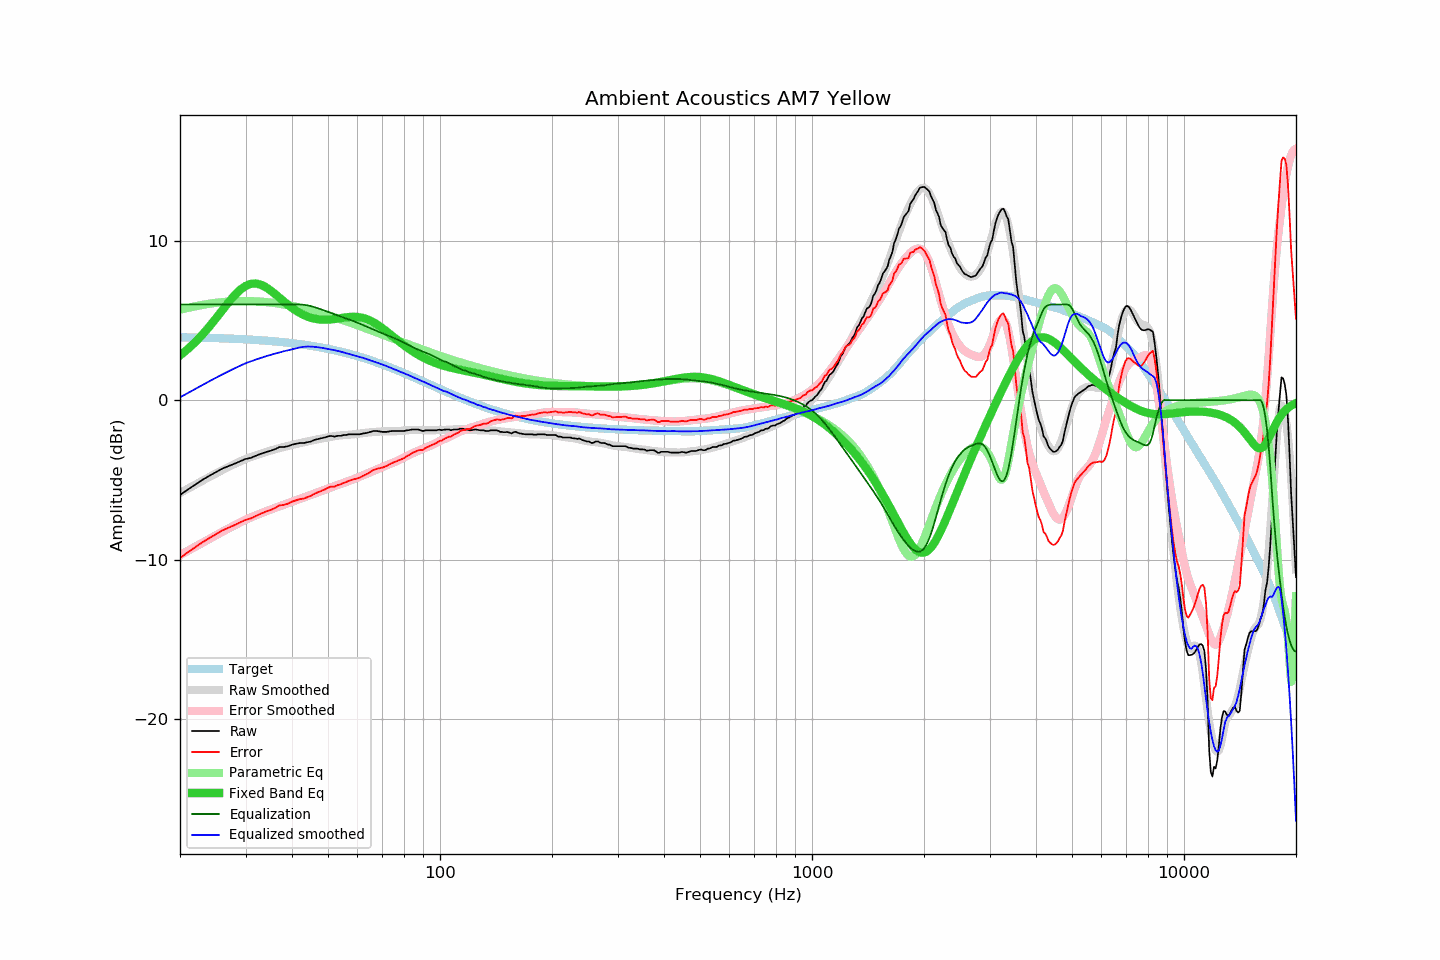 Ambient Acoustics AM7 Yellow
Amplitude (dBr)
10
0
−10
−20
Target
Raw Smoothed
Error Smoothed
Raw
Error
Parametric Eq
Fixed Band Eq
Equalization
Equalized smoothed
100
1000
10000
Frequency (Hz)